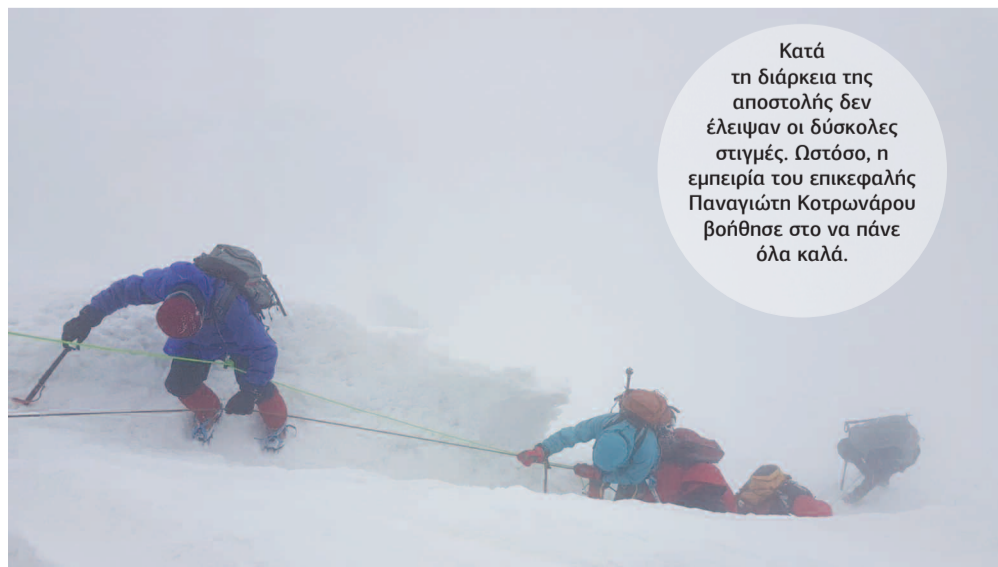 Κατά
τη διάρκεια της
αποστολής δεν
έλειψαν οι δύσκολες
στιγμές. Ωστόσο, η
εμπειρία του επικεφαλής
Παναγιώτη Κοτρωνάρου
βοήθησε στο να πάνε
όλα καλά.